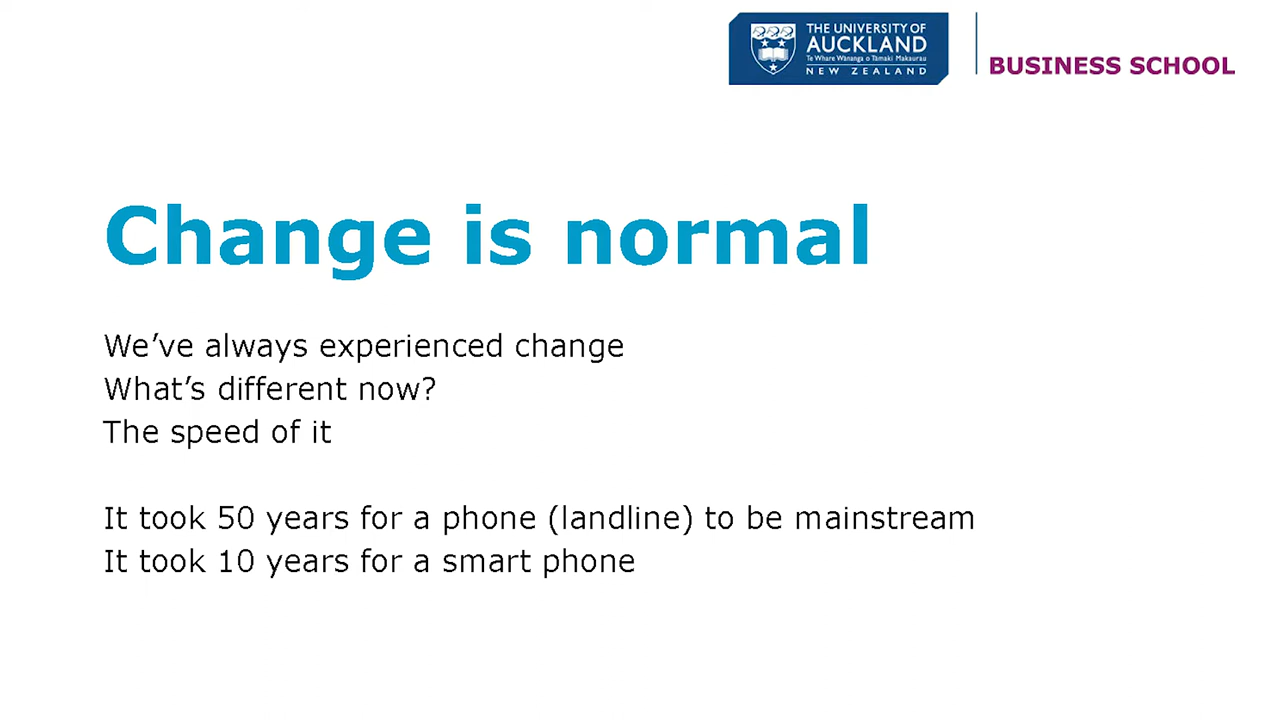 THE UNIVERSITY OF
AUCKLAND
Te Whare Wānanga o Tāmaki Makaurau
NEW ZEALAND
BUSINESS SCHOOL
Change is normal
We’ve always experienced change
What’s different now?
The speed of it
It took 50 years for a phone (landline) to be mainstream
It took 10 years for a smart phone